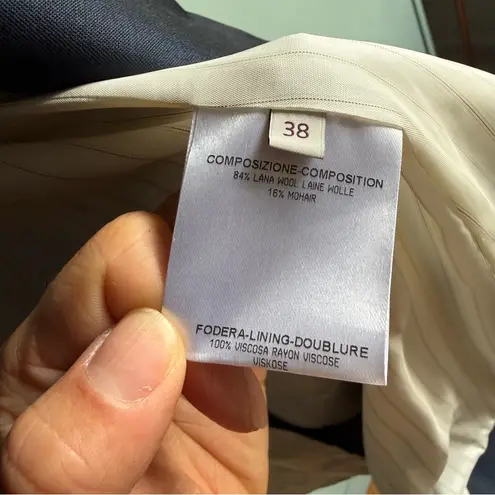 38
COMPOSIZIONE-COMPOSITION
84% LANA WOOL LAINE WOLLE
16% MOHAIR
FODERA-LINING-DOUBLURE
100% VISCOSA RAYON VISCOSE
VISKOSE